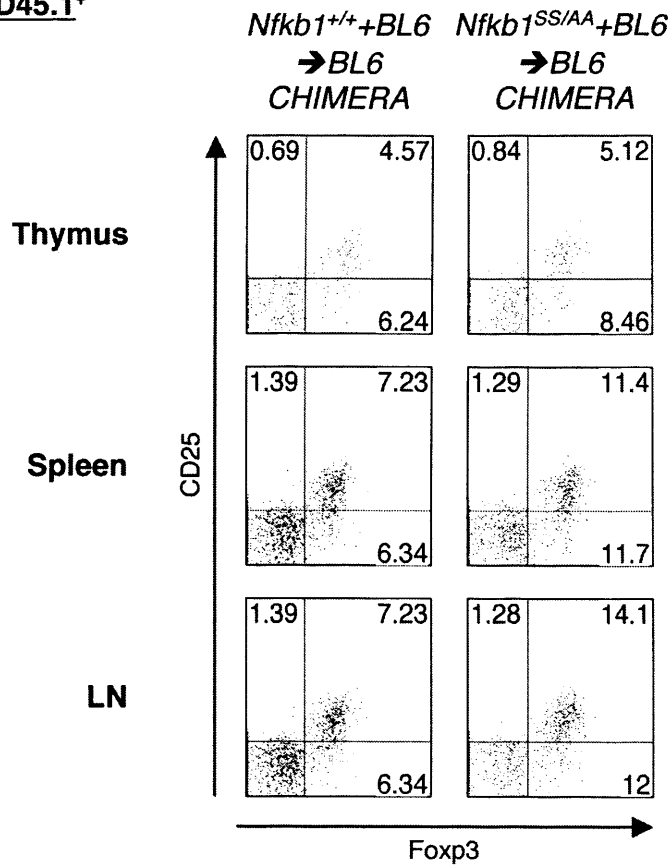 D45.1+
Nfkb1+/++BL6 Nfkb1SS/AA+BL6
➔BL6 ➔BL6
CHIMERA CHIMERA
0.69 4.57 0.84 5.12
Thymus
6.24 8.46
1.39 7.23 1.29 11.4
Spleen
CD25
6.34 11.7
1.39 7.23 1.28 14.1
LN
6.34 12
Foxp3